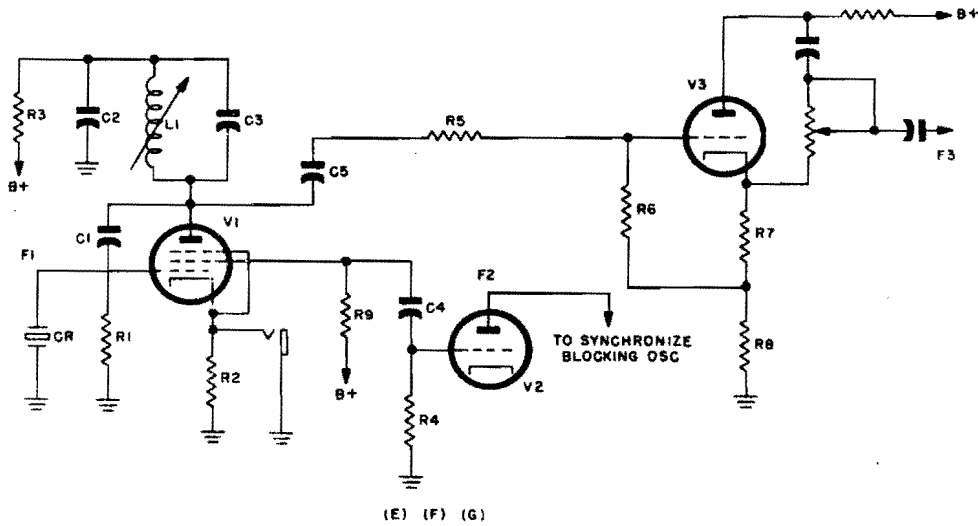 B+
V3
R3
C2
L1
C3
R5
F3
C5
B+
R6
R7
C1
V1
F1
F2
C4
R9
TO SYNCHRONIZE
BLOCKING OSC
CR
R1
R8
V2
R2
B+
R4
(E) (F) (G)